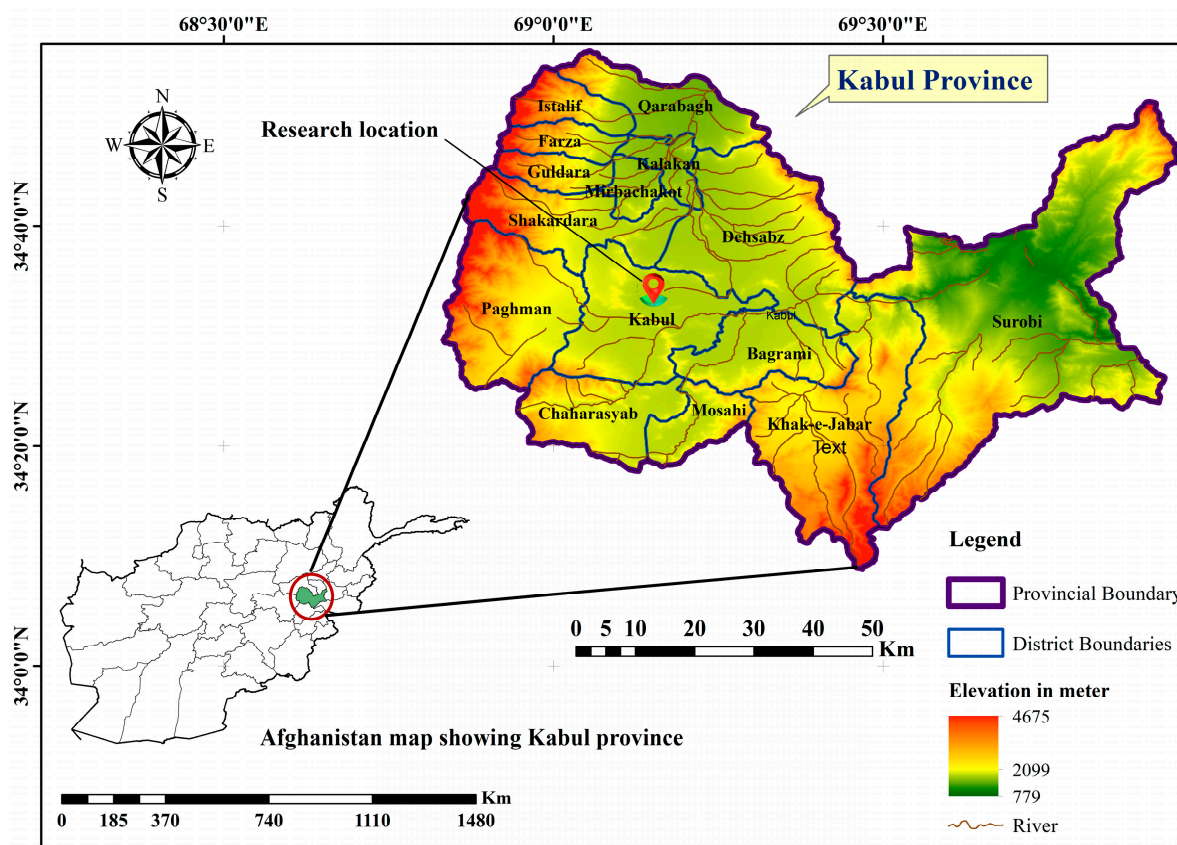 68°30'0"E
69°0'0"E
69°30'0"E
34°40'0"N
34°20'0"N
34°0'0"N
N
W
E
S
Research location
Kabul Province
Istalif
Qarabagh
Farza
Kalakan
Guldara
Mirbachakot
Shakardara
Dehsabz
Paghman
Kabul
Kabul
Surobi
Bagrami
Chaharasyab
Mosahi
Khak-e-Jabar
Text
Legend
Provincial Boundary
District Boundaries
Elevation in meter
4675
2099
779
River
0 5 10 20 30 40 50
Km
Afghanistan map showing Kabul province
Km
0 185 370 740 1110 1480